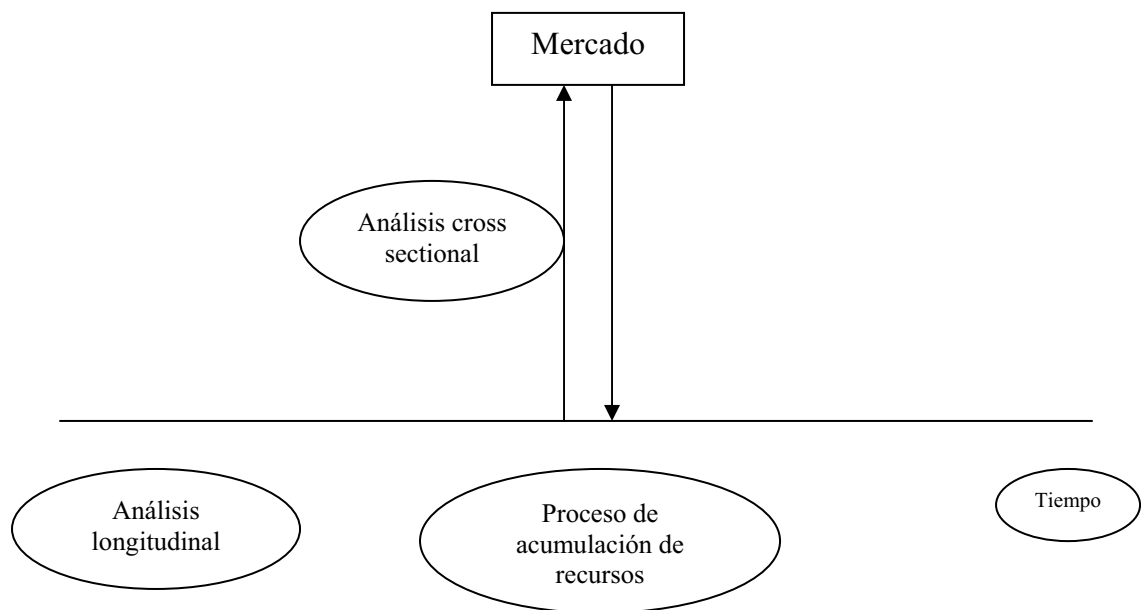 Mercado
Análisis cross
sectional
Análisis
longitudinal
Proceso de
acumulación de
recursos
Tiempo